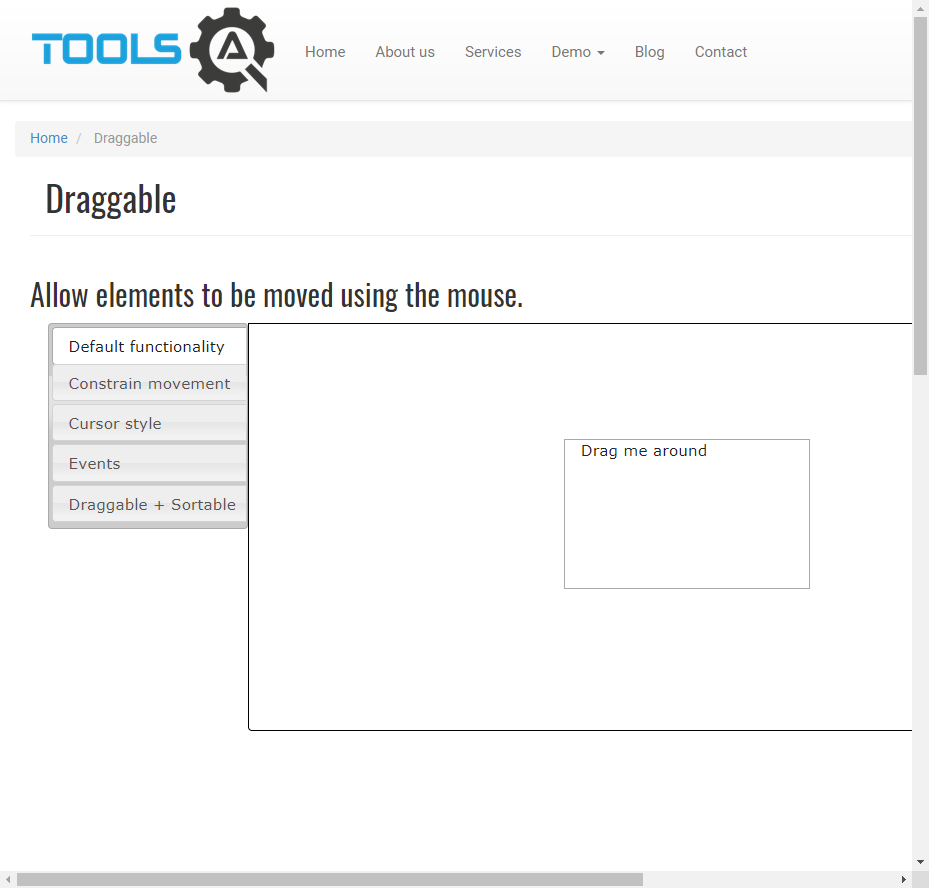 TOOLS QA Home About us Services Demo Blog Contact
Home / Draggable
Draggable
Allow elements to be moved using the mouse.
Default functionality
Constrain movement
Cursor style
Events
Draggable + Sortable
Drag me around